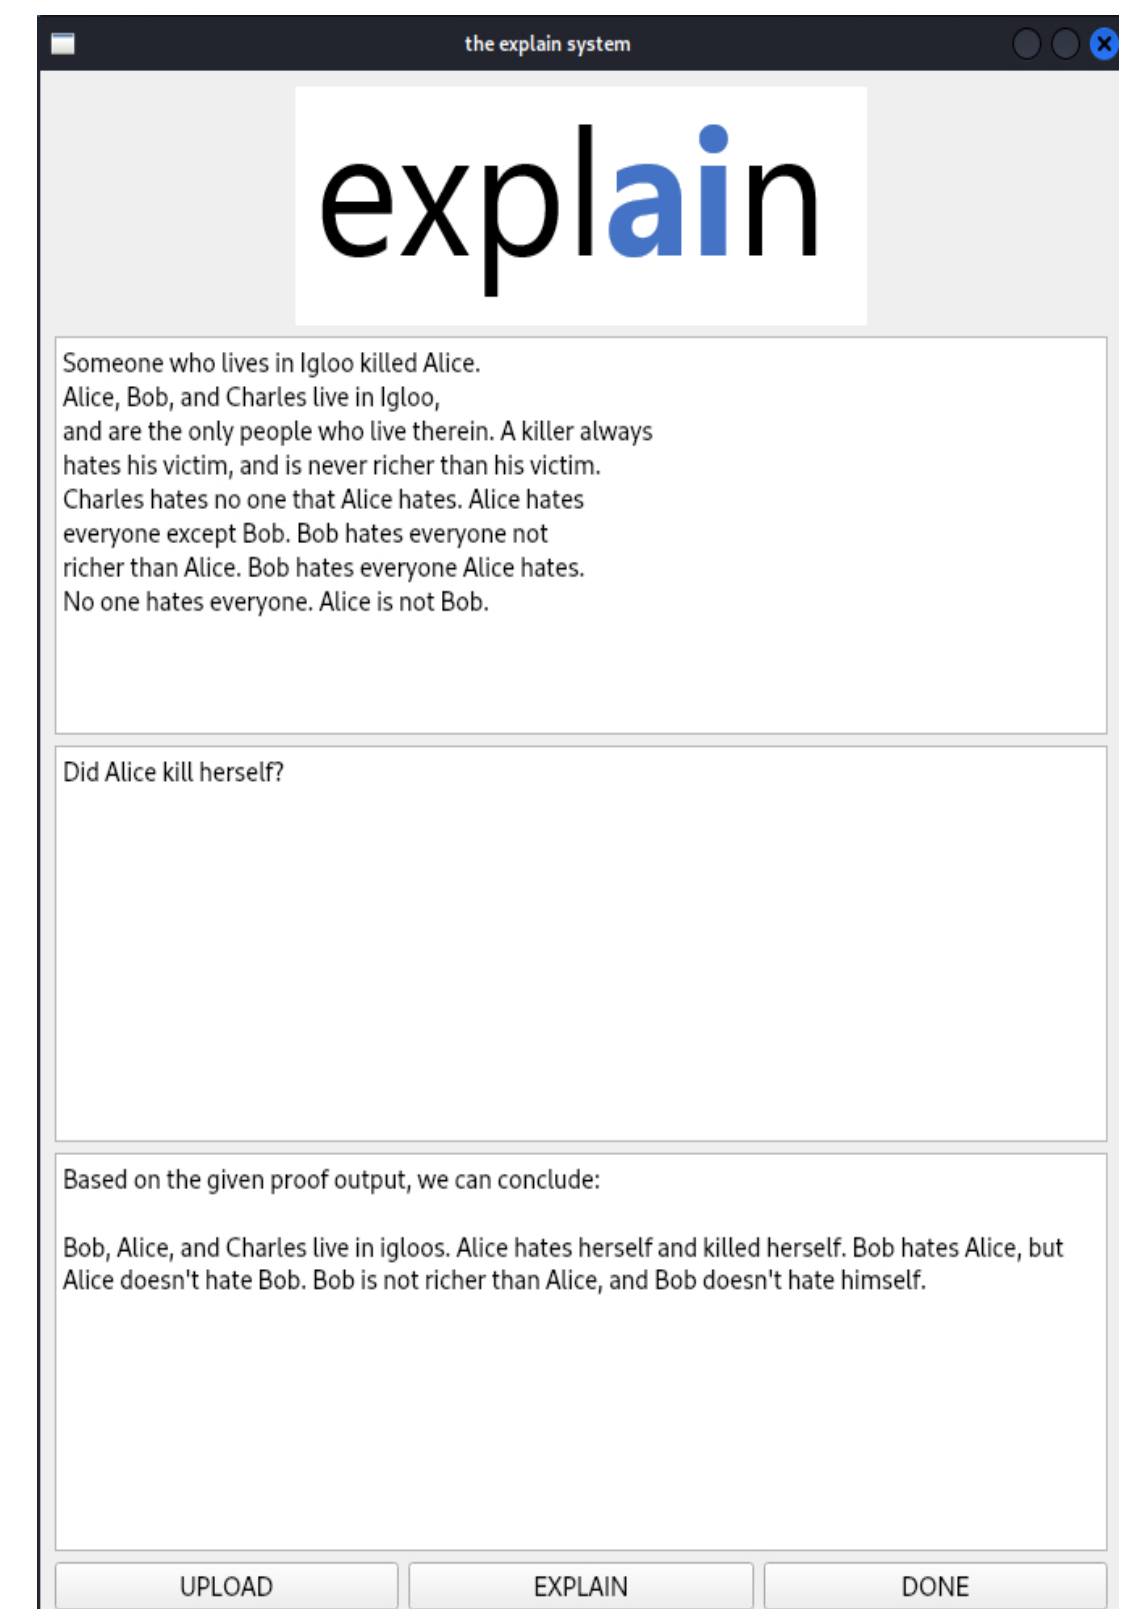 the explain system
explain
Someone who lives in Igloo killed Alice.
Alice, Bob, and Charles live in Igloo,
and are the only people who live therein. A killer always
hates his victim, and is never richer than his victim.
Charles hates no one that Alice hates. Alice hates
everyone except Bob. Bob hates everyone not
richer than Alice. Bob hates everyone Alice hates.
No one hates everyone. Alice is not Bob.
Did Alice kill herself?
Based on the given proof output, we can conclude:
Bob, Alice, and Charles live in igloos. Alice hates herself and killed herself. Bob hates Alice, but
Alice doesn't hate Bob. Bob is not richer than Alice, and Bob doesn't hate himself.
UPLOAD
EXPLAIN
DONE